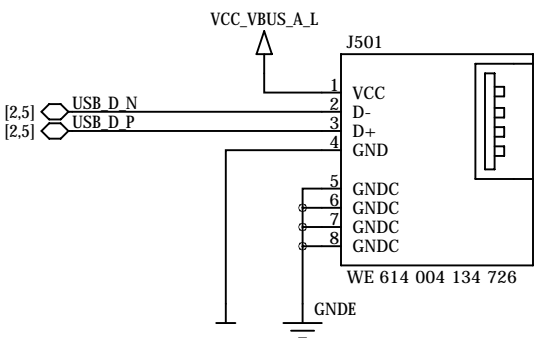 VCC_VBUS_A_L
J501
1 VCC
[2,5] USB_D_N 2 D-
[2,5] USB_D_P 3 D+
4 GND
5 GNDC
6 GNDC
7 GNDC
8 GNDC
WE 614 004 134 726
GNDE